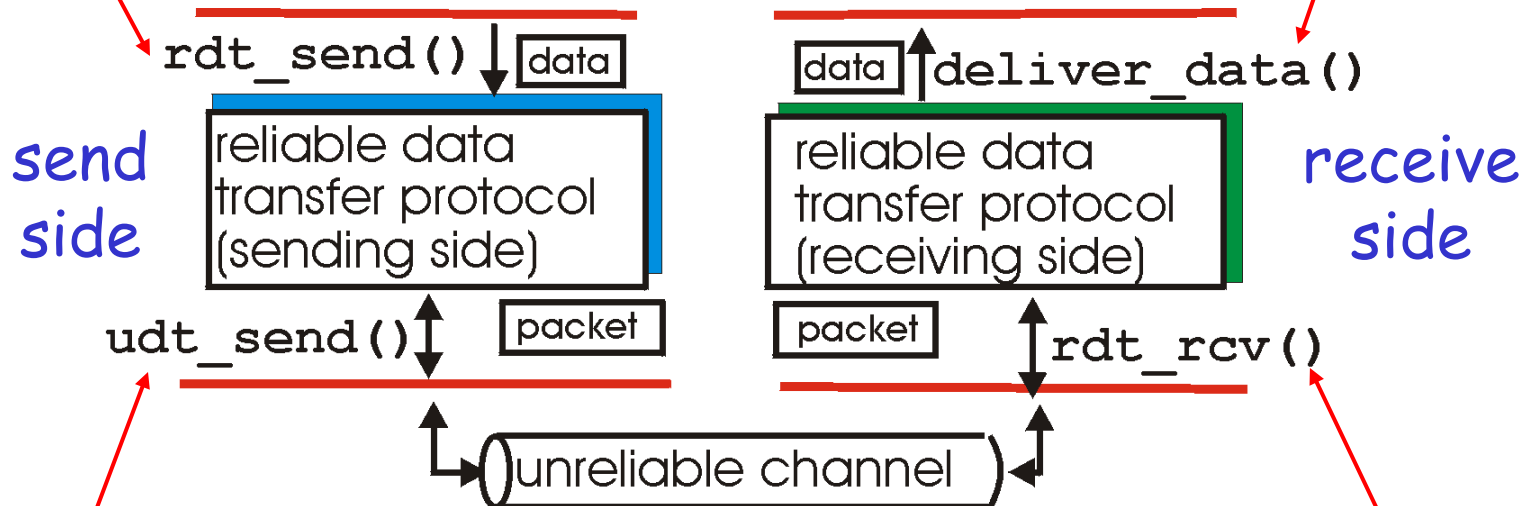 rdt_send()
data
data
deliver_data()
send
side
reliable data
transfer protocol
(sending side)
reliable data
transfer protocol
(receiving side)
receive
side
udt_send()
packet
packet
rdt_rcv()
unreliable channel